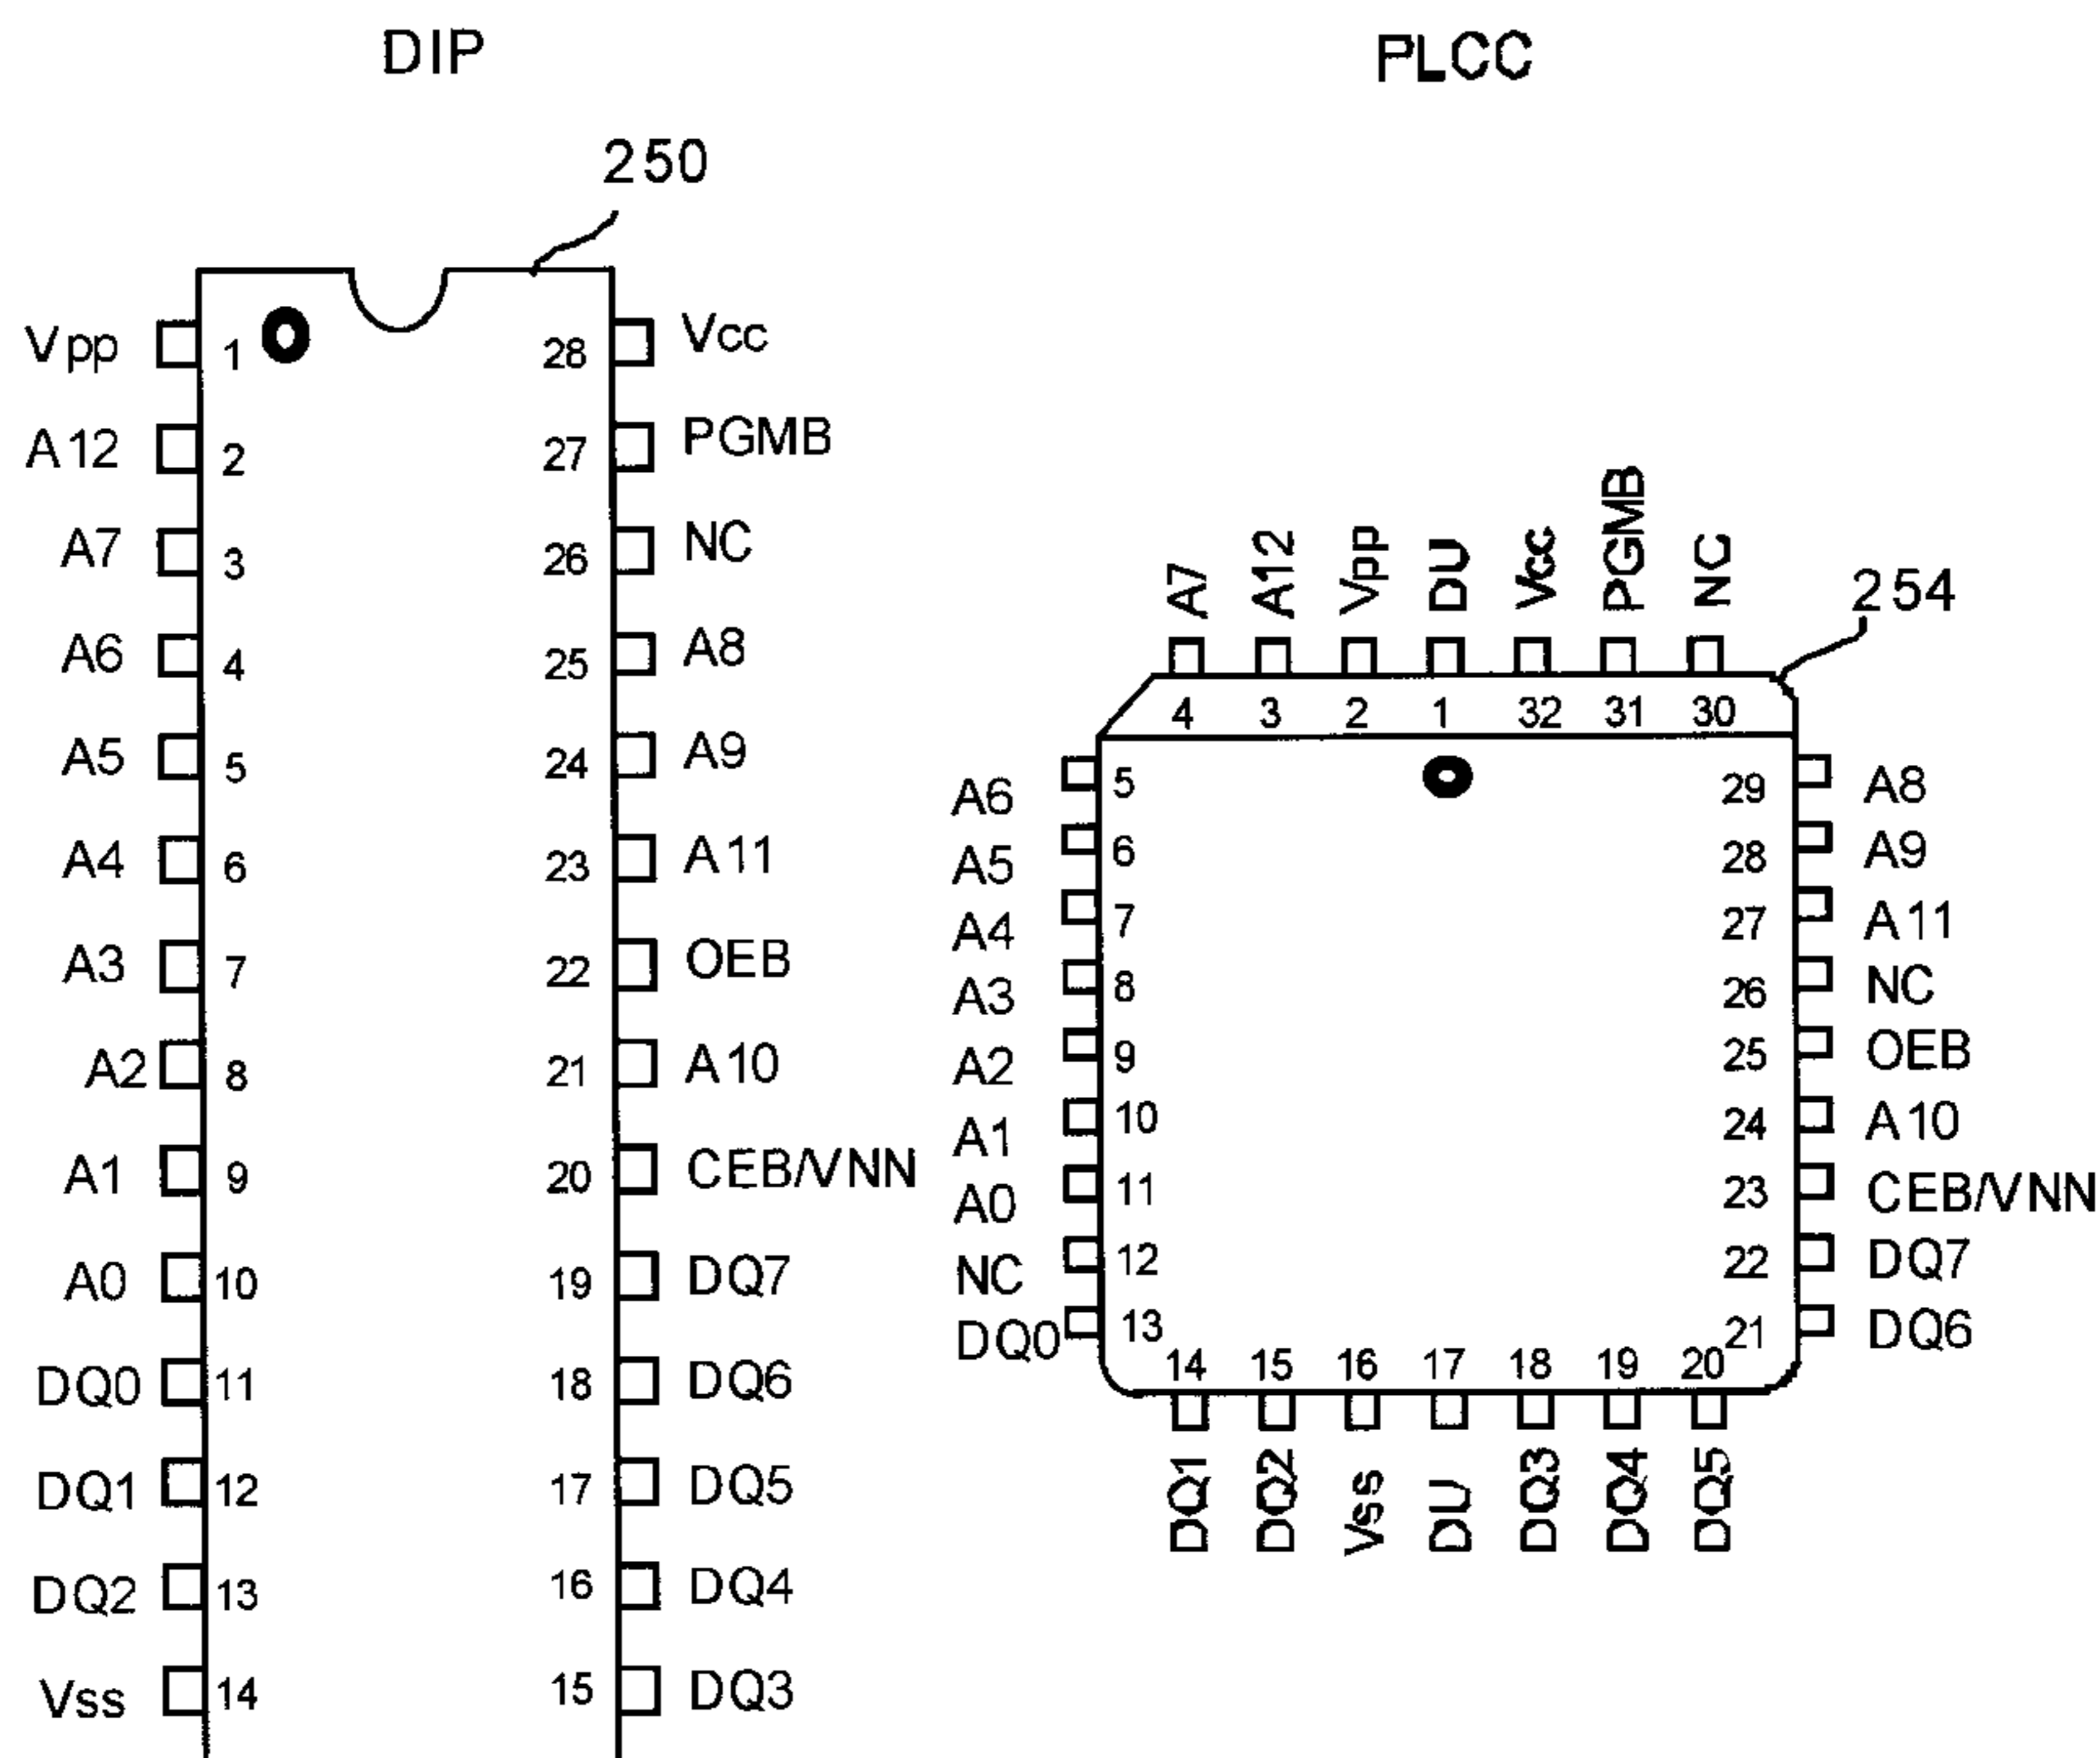 DIP
250
Vpp 1 28 Vcc
A12 2 27 PGMB
A7 3 26 NC
A6 4 25 A8
A5 5 24 A9
A4 6 23 A11
A3 7 22 OEB
A2 8 21 A10
A1 9 20 CEB/VNN
A0 10 19 DQ7
DQ0 11 18 DQ6
DQ1 12 17 DQ5
DQ2 13 16 DQ4
Vss 14 15 DQ3
PLCC
254
A7 A12 Vpp DU Vcc PGMB NC
4 3 2 1 32 31 30
A6 5 29 A8
A5 6 28 A9
A4 7 27 A11
A3 8 26 NC
A2 9 25 OEB
A1 10 24 A10
A0 11 23 CEB/VNN
NC 12 22 DQ7
DQ0 13 21 DQ6
14 15 16 17 18 19 20
DQ1 DQ2 Vss DU DQ3 DQ4 DQ5